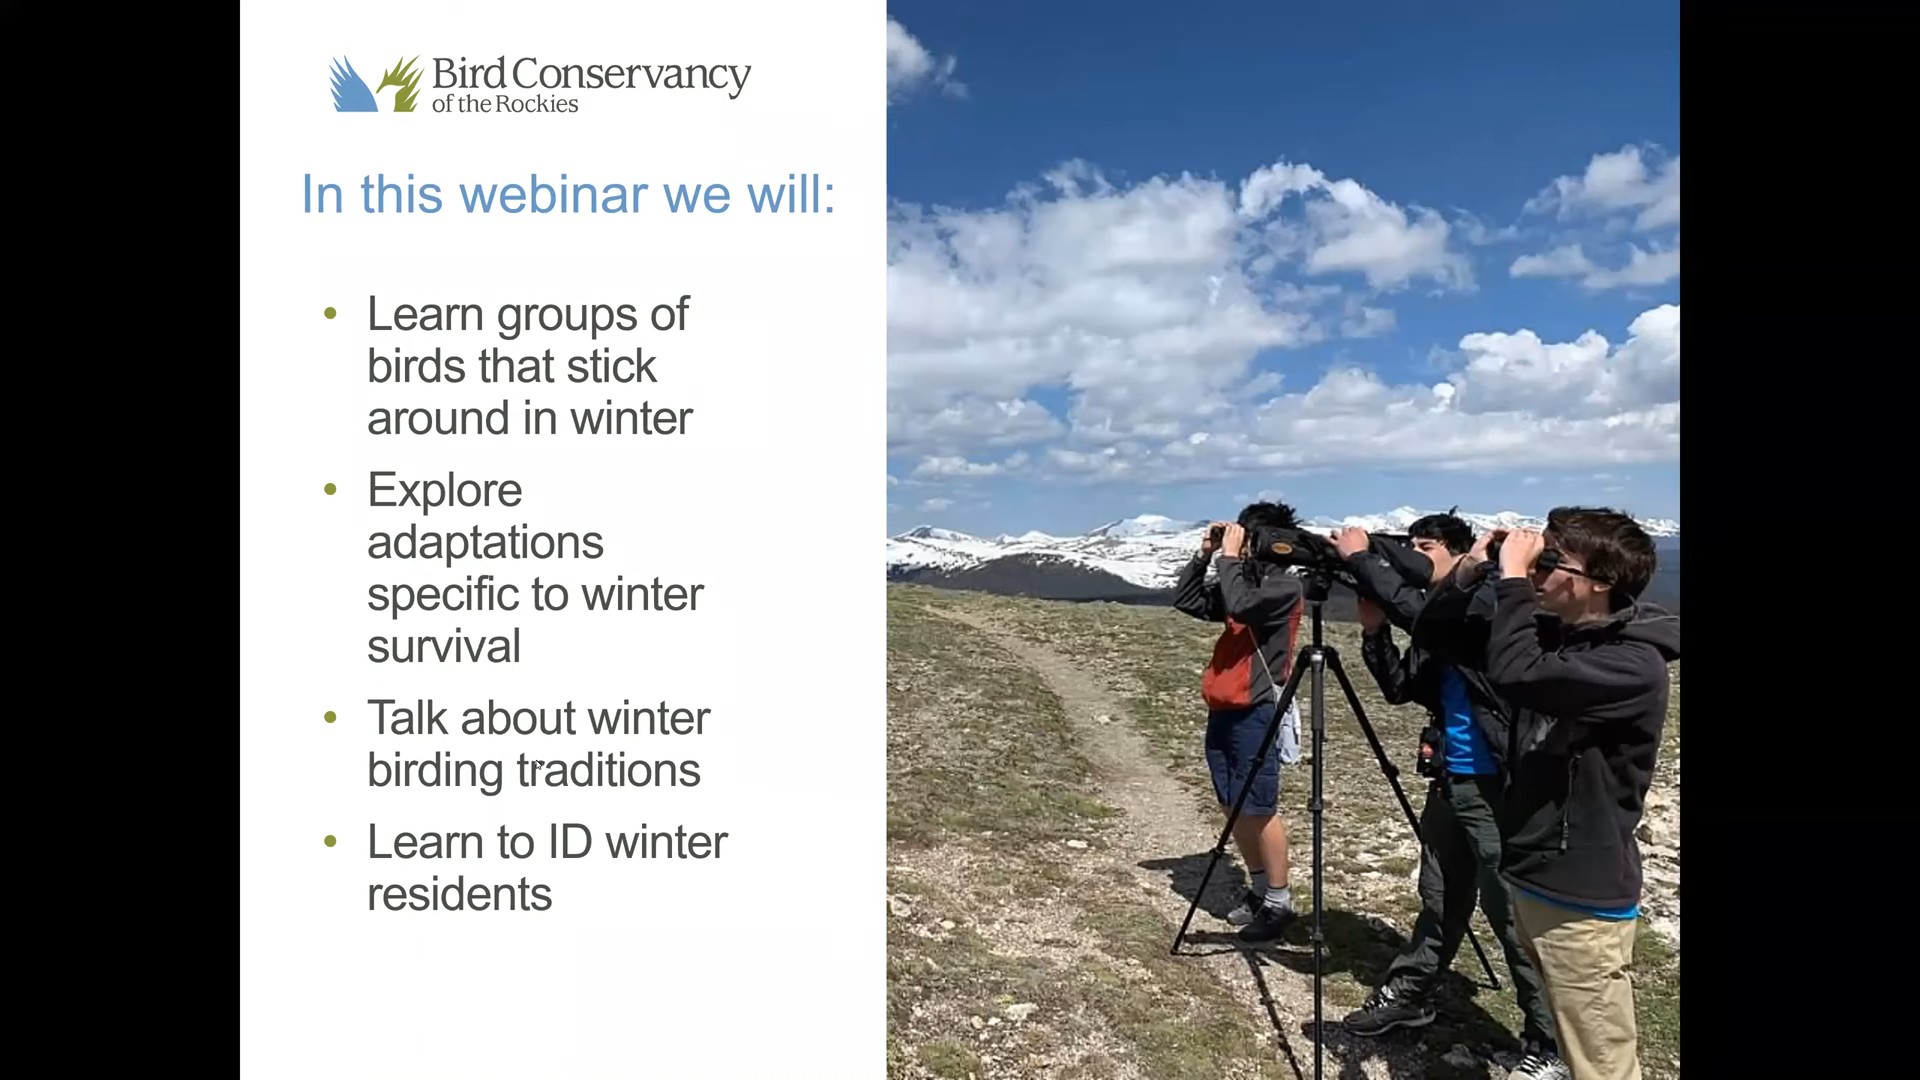 Bird Conservancy
of the Rockies
In this webinar we will:
• Learn groups of
birds that stick
around in winter
• Explore
adaptations
specific to winter
survival
• Talk about winter
birding traditions
• Learn to ID winter
residents